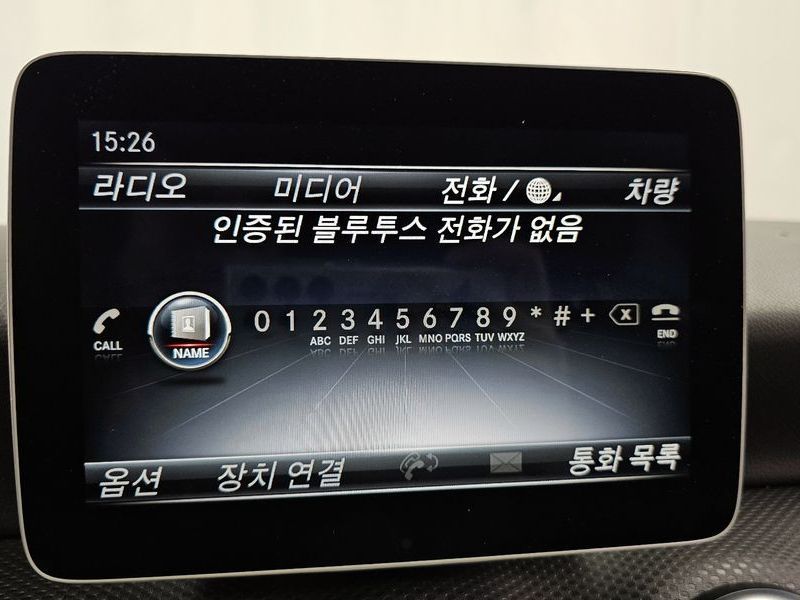 15:26
라디오 미디어 전화 / 차량
인증된 블루투스 전화가 없음
CALL NAME 0 1 2 3 4 5 6 7 8 9 * # + x END
ABC DEF GHI JKL MNO PQRS TUV WXYZ
옵션 장치 연결 통화 목록